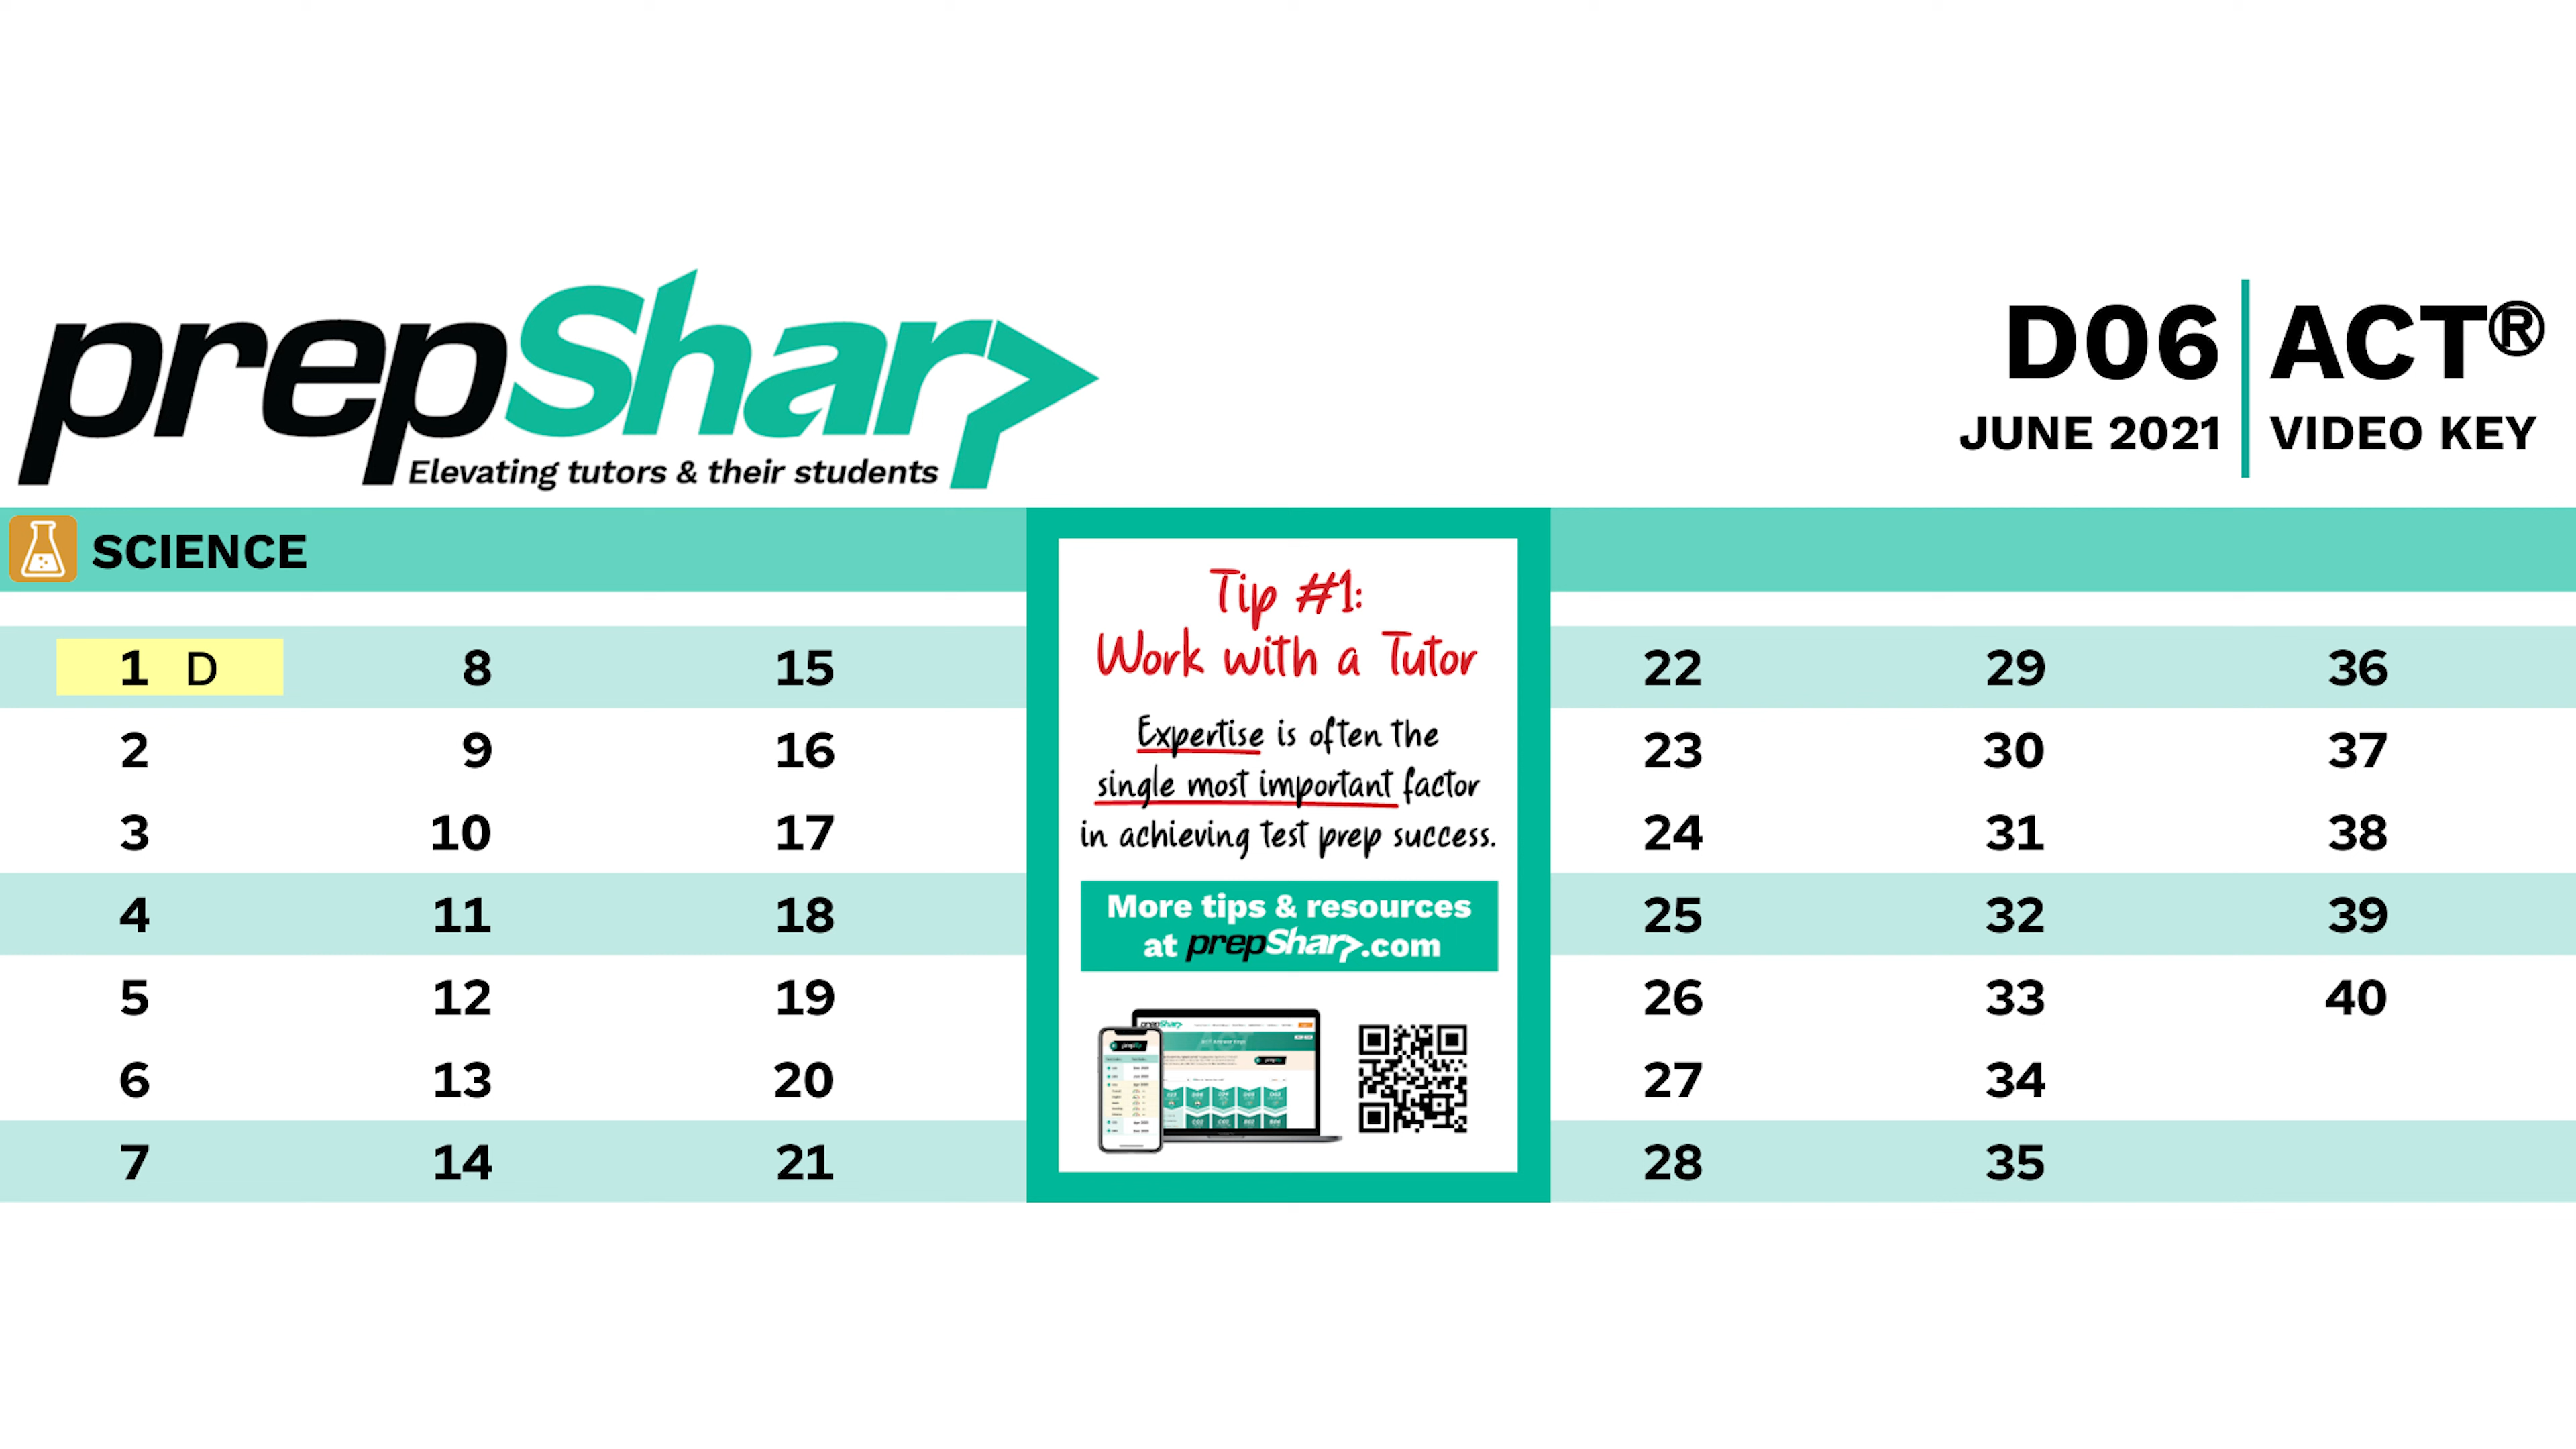 prepSharp
Elevating tutors & their students
D06 ACT®
JUNE 2021 VIDEO KEY
SCIENCE
1 D 8 15
2 9 16
3 10 17
4 11 18
5 12 19
6 13 20
7 14 21
Tip #1:
Work with a Tutor
Expertise is often the
single most important factor
in achieving test prep success.
More tips & resources
at prepSharp.com
22 29 36
23 30 37
24 31 38
25 32 39
26 33 40
27 34
28 35